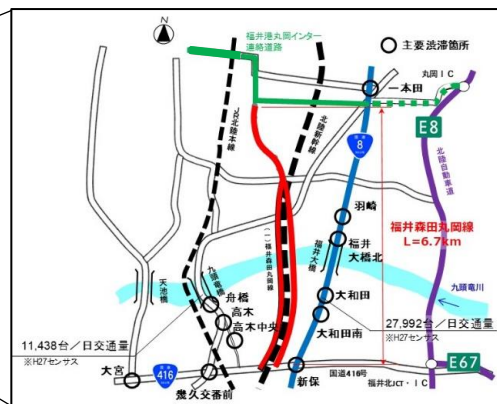 N
福井港丸岡インター
連絡道路
主要渋滞箇所
丸岡IC
一本田
E8
JR北陸本線
北陸新幹線
国道
8
北陸自動車道
羽崎
福井森田丸岡線
L=6.7km
(一)福井森田丸岡線
福井大橋
福井
大橋北
九頭竜川
天池橋
九頭竜橋
舟橋
高木
高木中央
大和田
大和田南
27,992台/日交通量
※H27センサス
11,438台/日交通量
※H27センサス
大宮
国道
416
幾久交番前
新保
国道416号
E67
福井北JCT・IC